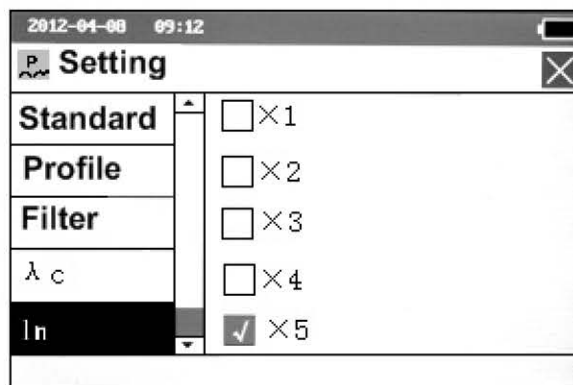 2012-04-08 09:12
P Setting
Standard
Profile
Filter
λc
ln
×1
×2
×3
×4
×5